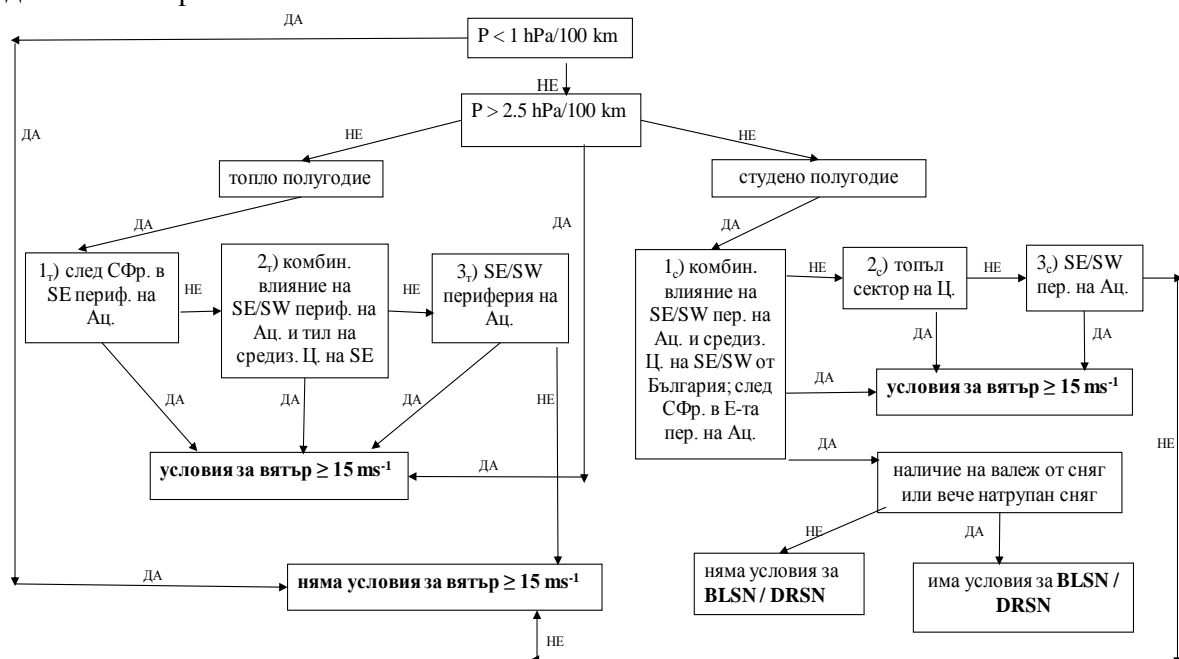 ДА
P < 1 hPa/100 km
НЕ
P > 2.5 hPa/100 km
ДА
НЕ
НЕ
топло полугодие
студено полугодие
ДА
ДА
ДА
1т) след СФр. в
SE периф. на
Ац.
НЕ
2т) комбин.
влияние на
SE/SW периф. на
Ац. и тил на
средиз. Ц. на SE
НЕ
3т) SE/SW
периферия на
Ац.
1с) комбин.
влияние на
SE/SW пер. на
Ац. и средиз.
Ц. на SE/SW от
България; след
СФр. в Е-та
пер. на Ац.
НЕ
2с) топъл
сектор на Ц.
НЕ
3с) SE/SW
пер. на Ац.
ДА
ДА
ДА
ДА
ДА
НЕ
ДА
условия за вятър ≥ 15 ms-1
ДА
НЕ
условия за вятър ≥ 15 ms-1
ДА
наличие на валеж от сняг
или вече натрупан сняг
НЕ
ДА
ДА
няма условия за вятър ≥ 15 ms-1
няма условия за
BLSN / DRSN
има условия за BLSN /
DRSN
НЕ